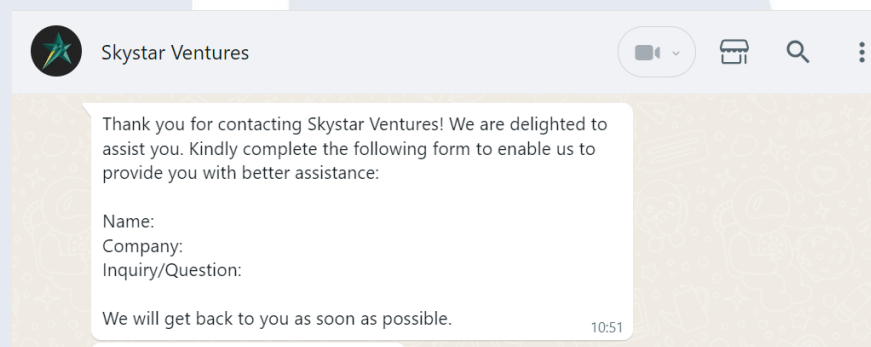 Skystar Ventures
Thank you for contacting Skystar Ventures! We are delighted to
assist you. Kindly complete the following form to enable us to
provide you with better assistance:
Name:
Company:
Inquiry/Question:
We will get back to you as soon as possible.
10:51